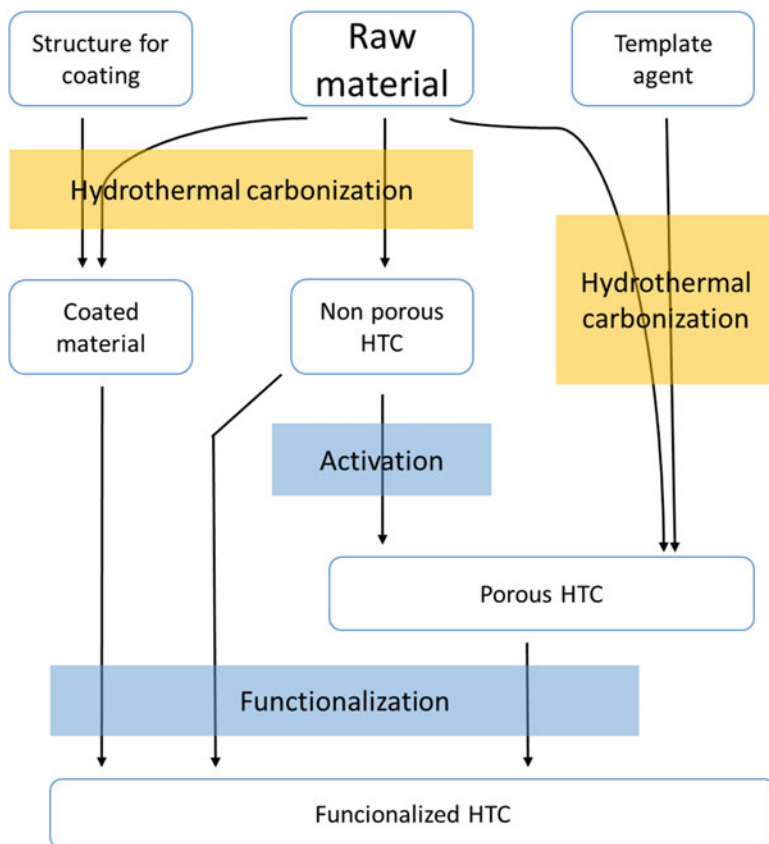 Structure for
coating
Raw
material
Template
agent
Hydrothermal carbonization
Hydrothermal
carbonization
Coated
material
Non porous
HTC
Activation
Porous HTC
Functionalization
Funcionalized HTC